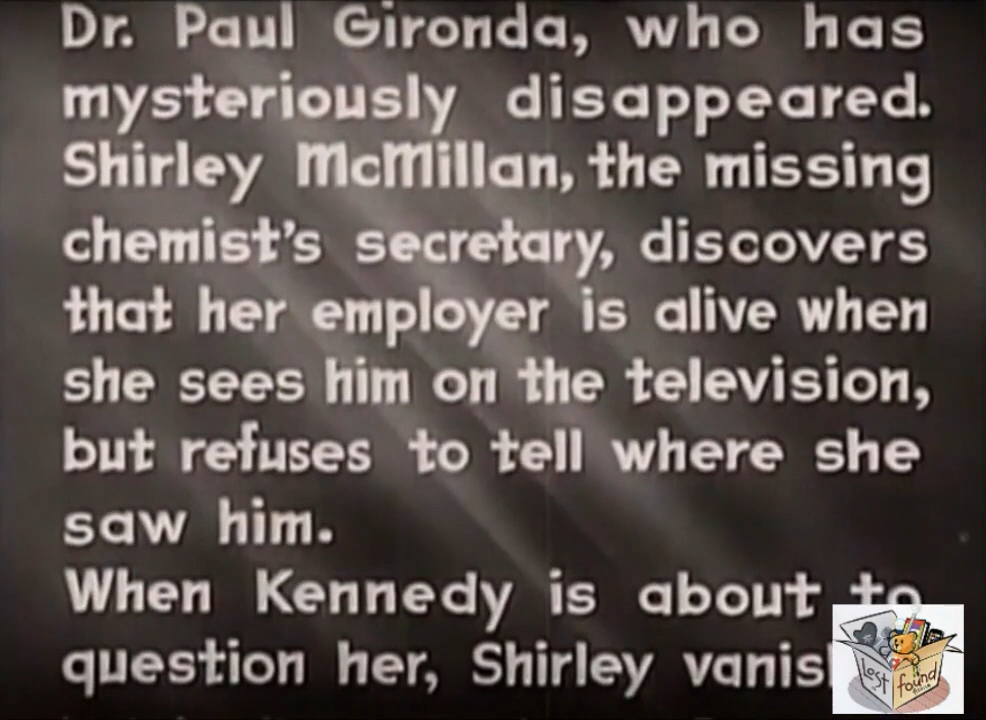 Dr. Paul Gironda, who has
mysteriously disappeared.
Shirley McMillan, the missing
chemist's secretary, discovers
that her employer is alive when
she sees him on the television,
but refuses to tell where she
saw him.
When Kennedy is about to
question her, Shirley
lost found